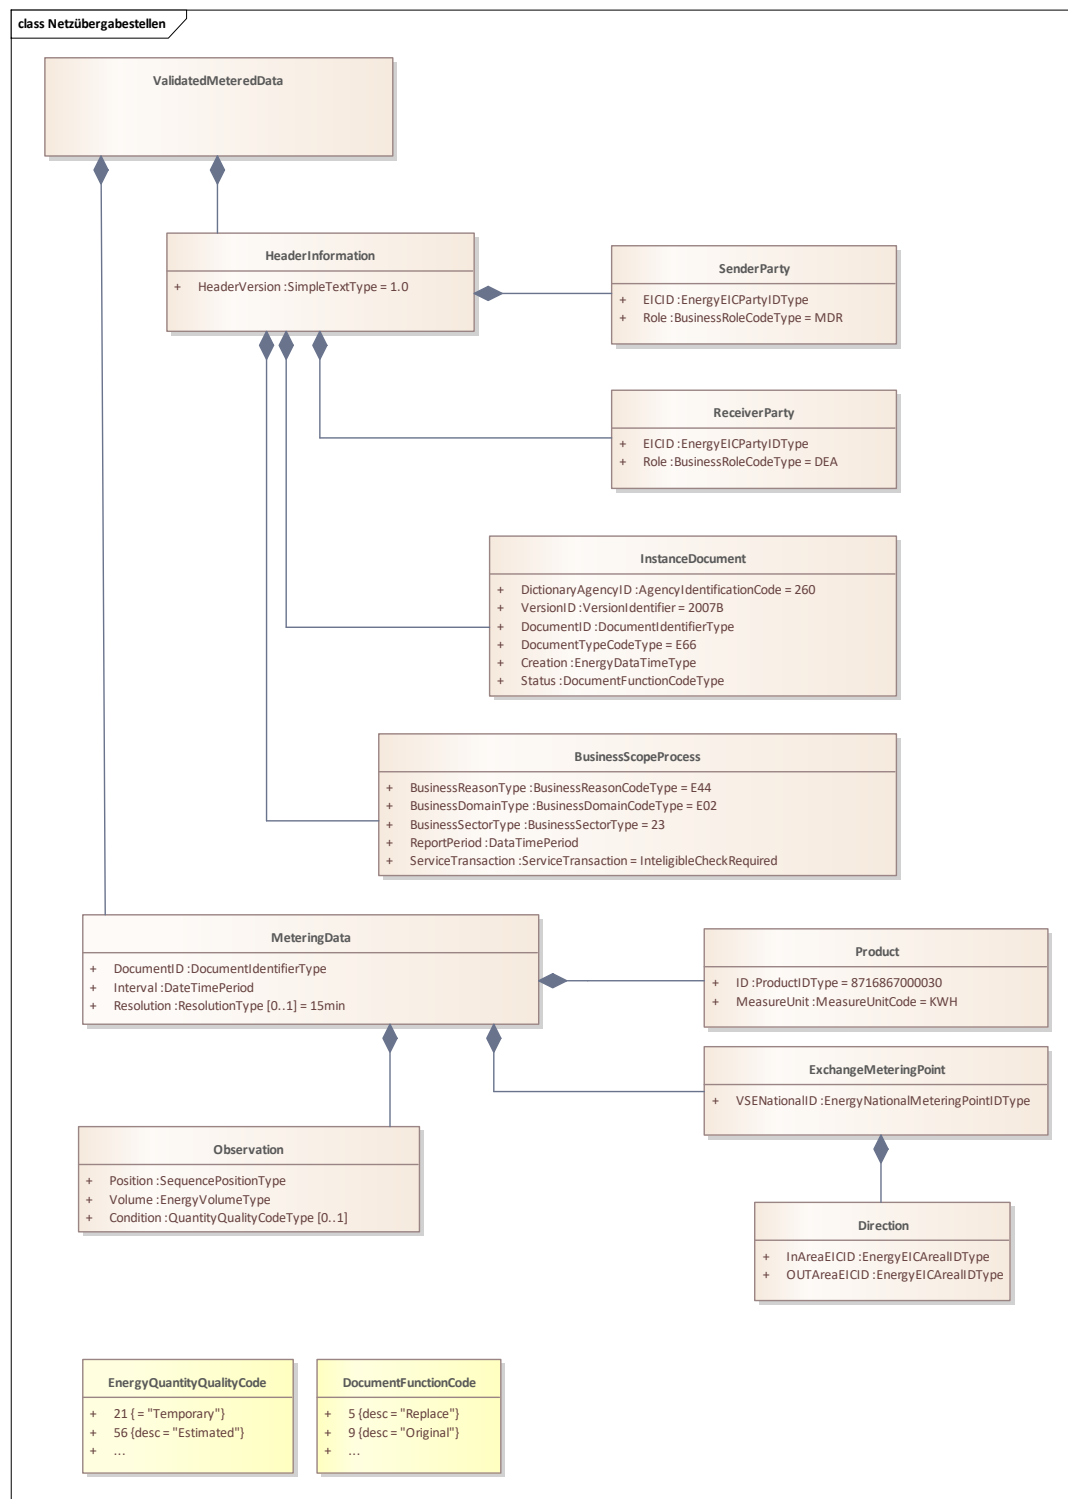 class Netzübergabestellen
ValidatedMeteredData
HeaderInformation
+ HeaderVersion :SimpleTextType = 1.0
SenderParty
+ EICID :EnergyEICPartyIDType
+ Role :BusinessRoleCodeType = MDR
ReceiverParty
+ EICID :EnergyEICPartyIDType
+ Role :BusinessRoleCodeType = DEA
InstanceDocument
+ DictionaryAgencyID :AgencyIdentificationCode = 260
+ VersionID :VersionIdentifier = 2007B
+ DocumentID :DocumentIdentifierType
+ DocumentTypeCodeType = E66
+ Creation :EnergyDataTimeType
+ Status :DocumentFunctionCodeType
BusinessScopeProcess
+ BusinessReasonType :BusinessReasonCodeType = E44
+ BusinessDomainType :BusinessDomainCodeType = E02
+ BusinessSectorType :BusinessSectorType = 23
+ ReportPeriod :DataTimePeriod
+ ServiceTransaction :ServiceTransaction = InteligibleCheckRequired
MeteringData
+ DocumentID :DocumentIdentifierType
+ Interval :DateTimePeriod
+ Resolution :ResolutionType [0..1] = 15min
Product
+ ID :ProductIDType = 8716867000030
+ MeasureUnit :MeasureUnitCode = KWH
ExchangeMeteringPoint
+ VSENationalID :EnergyNationalMeteringPointIDType
Observation
+ Position :SequencePositionType
+ Volume :EnergyVolumeType
+ Condition :QuantityQualityCodeType [0..1]
Direction
+ InAreaEICID :EnergyEICArealIDType
+ OUTAreaEICID :EnergyEICArealIDType
EnergyQuantityQualityCode
+ 21 { = "Temporary"}
+ 56 {desc = "Estimated"}
+ ...
DocumentFunctionCode
+ 5 {desc = "Replace"}
+ 9 {desc = "Original"}
+ ...